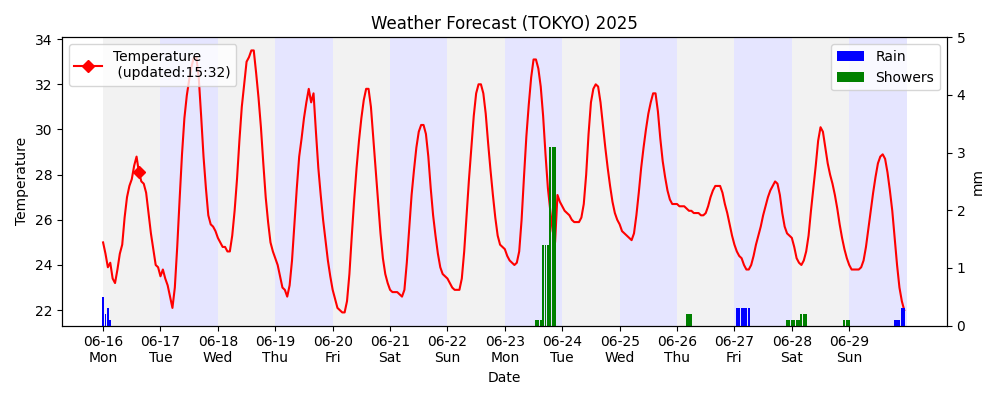 Weather Forecast (TOKYO) 2025
Temperature
(updated:15:32)
Rain
Showers
34
32
30
28
26
24
22
Temperature
5
4
3
2
1
0
mm
06-16 06-17 06-18 06-19 06-20 06-21 06-22 06-23 06-24 06-25 06-26 06-27 06-28 06-29
Mon Tue Wed Thu Fri Sat Sun Mon Tue Wed Thu Fri Sat Sun
Date